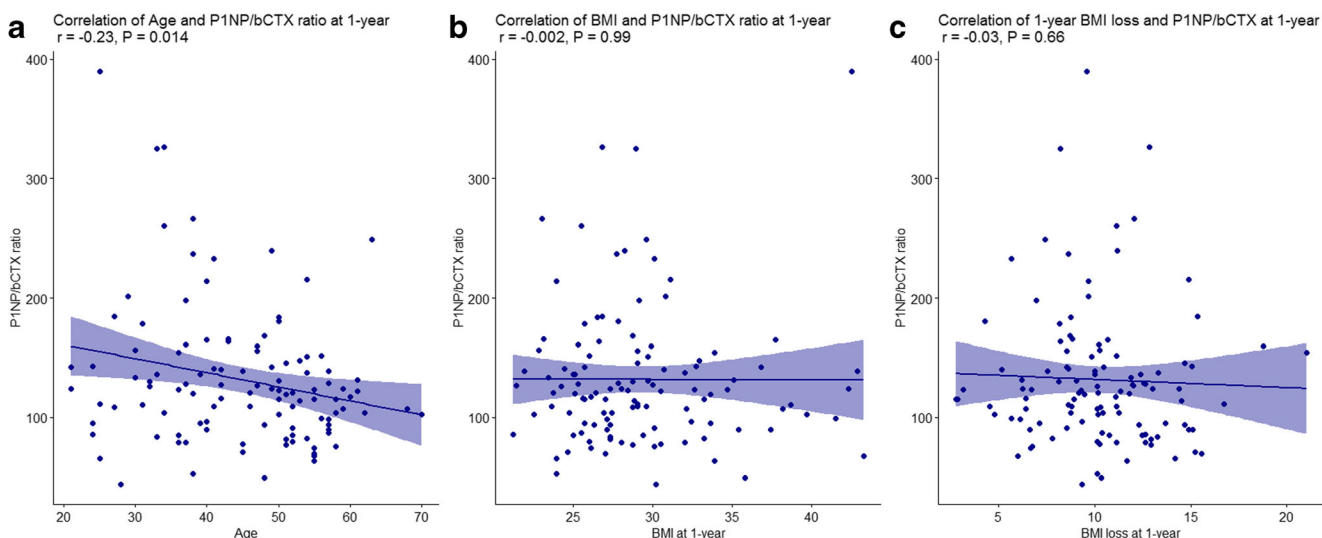 a
Correlation of Age and P1NP/bCTX ratio at 1-year
r = -0.23, P = 0.014
400
300
200
100
P1NP/bCTX ratio
20 30 40 50 60 70
Age
b
Correlation of BMI and P1NP/bCTX ratio at 1-year
r = -0.002, P = 0.99
400
300
200
100
P1NP/bCTX ratio
25 30 35 40
BMI at 1-year
c
Correlation of 1-year BMI loss and P1NP/bCTX at 1-year
r = -0.03, P = 0.66
400
300
200
100
P1NP/bCTX ratio
5 10 15 20
BMI loss at 1-year